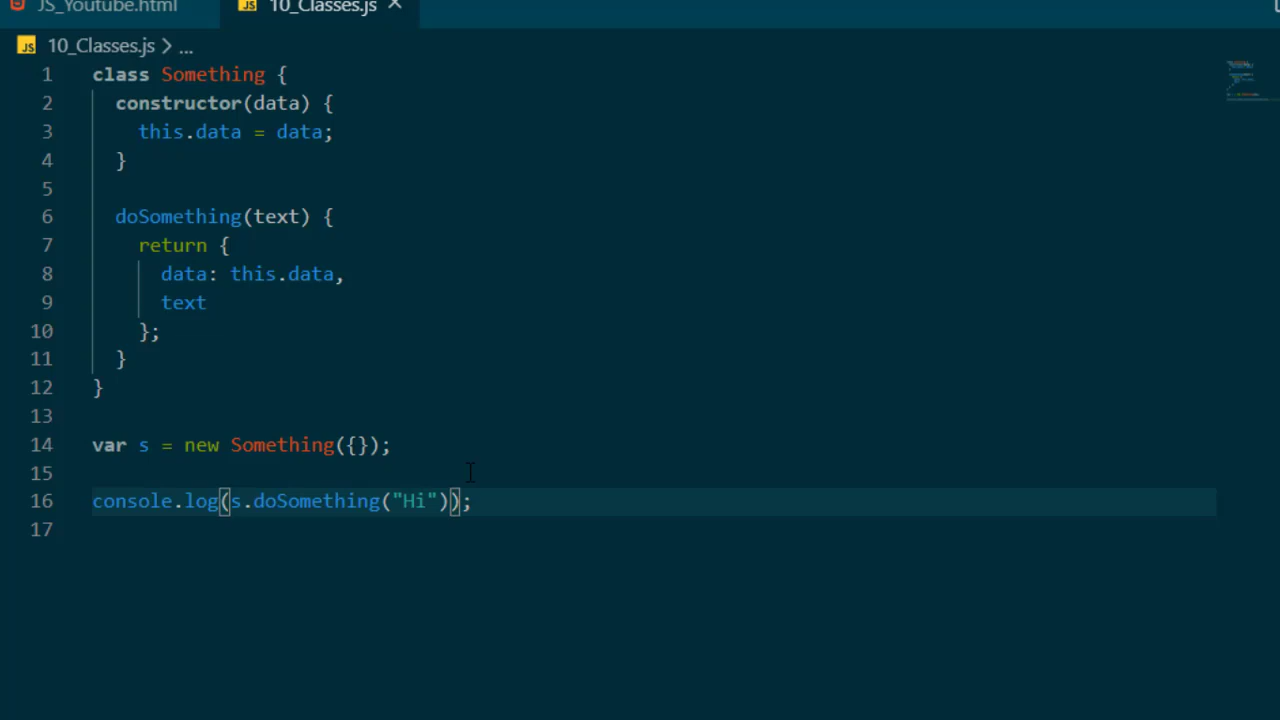 JS_Youtube.html JS 10_Classes.js ×
JS 10_Classes.js > ...
1 class Something {
2   constructor(data) {
3     this.data = data;
4   }
5
6   doSomething(text) {
7     return {
8       data: this.data,
9       text
10     };
11   }
12 }
13
14 var s = new Something({});
15
16 console.log(s.doSomething("Hi"));
17